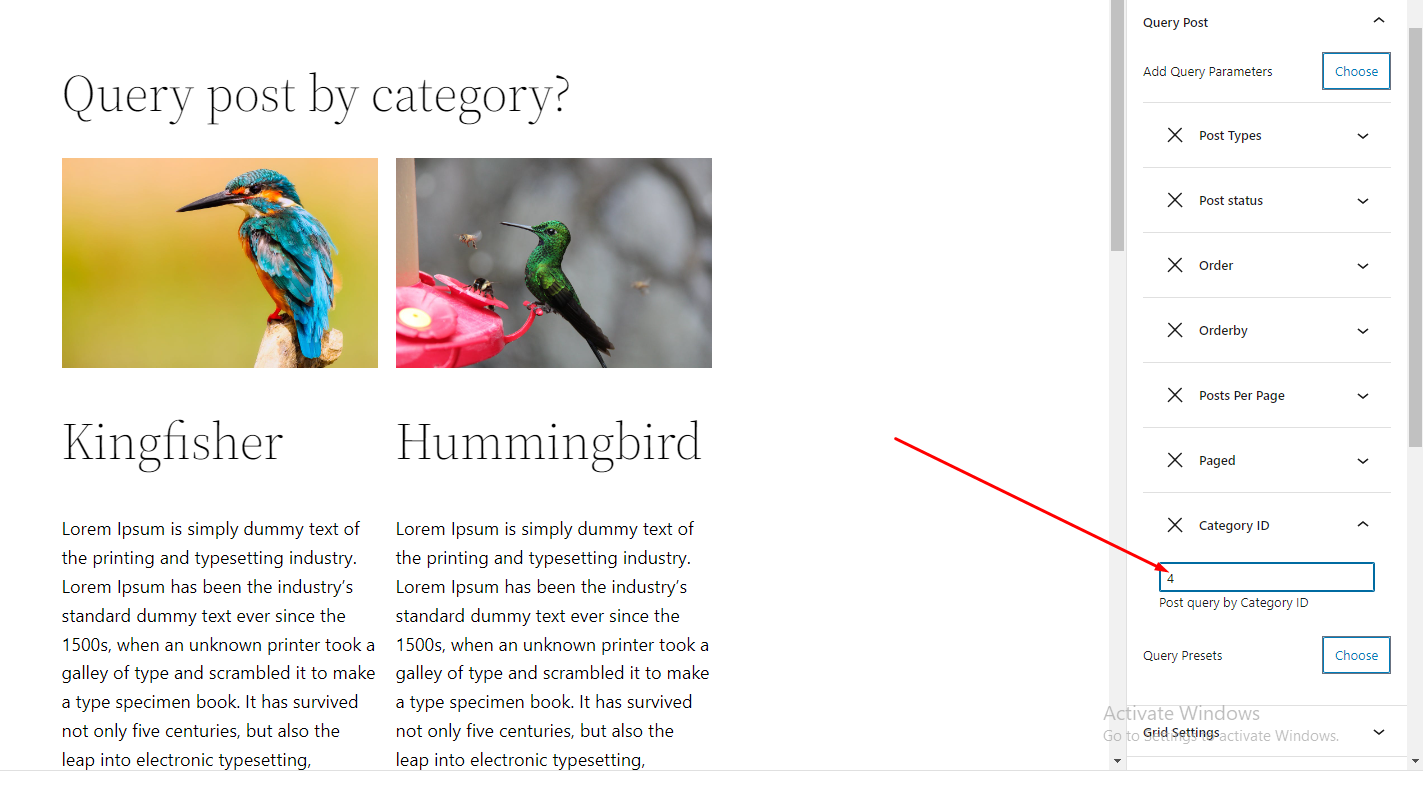 Query post by category?
Kingfisher
Lorem Ipsum is simply dummy text of
the printing and typesetting industry.
Lorem Ipsum has been the industry’s
standard dummy text ever since the
1500s, when an unknown printer took a
galley of type and scrambled it to make
a type specimen book. It has survived
not only five centuries, but also the
leap into electronic typesetting,
Hummingbird
Lorem Ipsum is simply dummy text of
the printing and typesetting industry.
Lorem Ipsum has been the industry’s
standard dummy text ever since the
1500s, when an unknown printer took a
galley of type and scrambled it to make
a type specimen book. It has survived
not only five centuries, but also the
leap into electronic typesetting,
Query Post
Add Query Parameters
Choose
Post Types
Post status
Order
Orderby
Posts Per Page
Paged
Category ID
4
Post query by Category ID
Query Presets
Choose
Activate Windows
Go to Settings to activate Windows.
Grid Settings